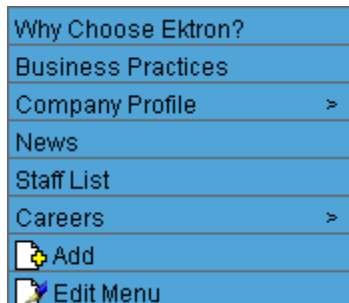 Why Choose Ektron?
Business Practices
Company Profile >
News
Staff List
Careers >
Add
Edit Menu